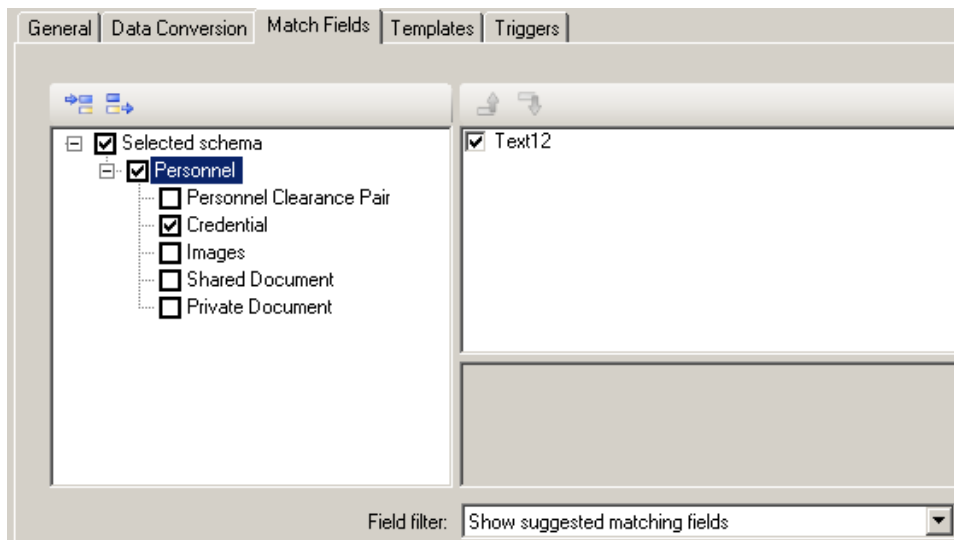 General Data Conversion Match Fields Templates Triggers
Selected schema
Personnel
Personnel Clearance Pair
Credential
Images
Shared Document
Private Document
Text12
Field filter: Show suggested matching fields